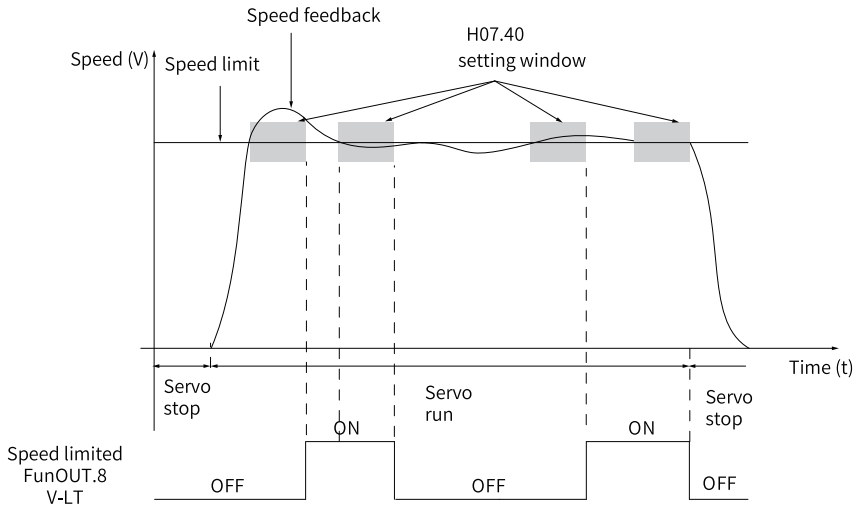 Speed feedback
H07.40
setting window
Speed (V)
Speed limit
Time (t)
Servo
stop
Servo
run
Servo
stop
ON
ON
Speed limited
FunOUT.8
V-LT
OFF
OFF
OFF